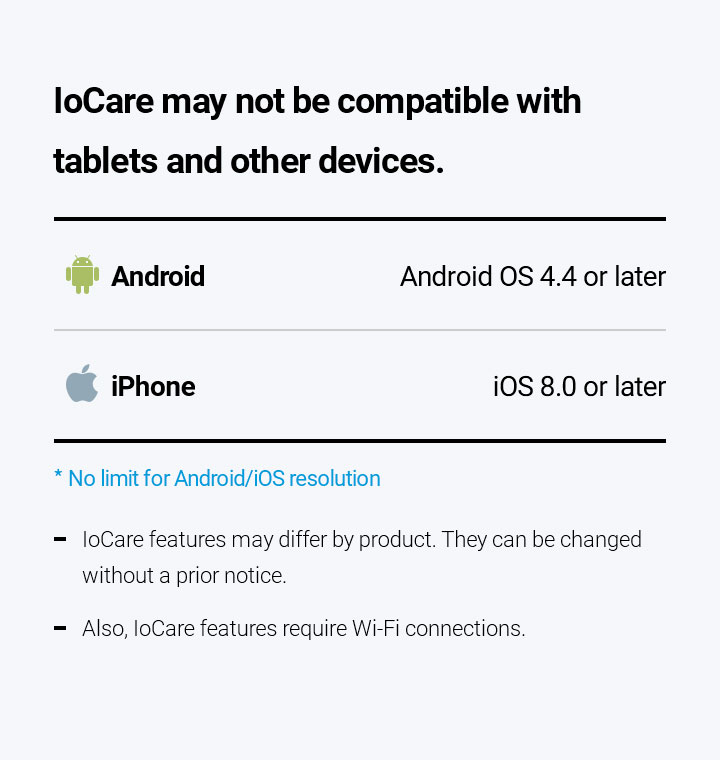 IoCare may not be compatible with
tablets and other devices.
Android Android OS 4.4 or later
iPhone iOS 8.0 or later
* No limit for Android/iOS resolution
- IoCare features may differ by product. They can be changed
without a prior notice.
- Also, IoCare features require Wi-Fi connections.